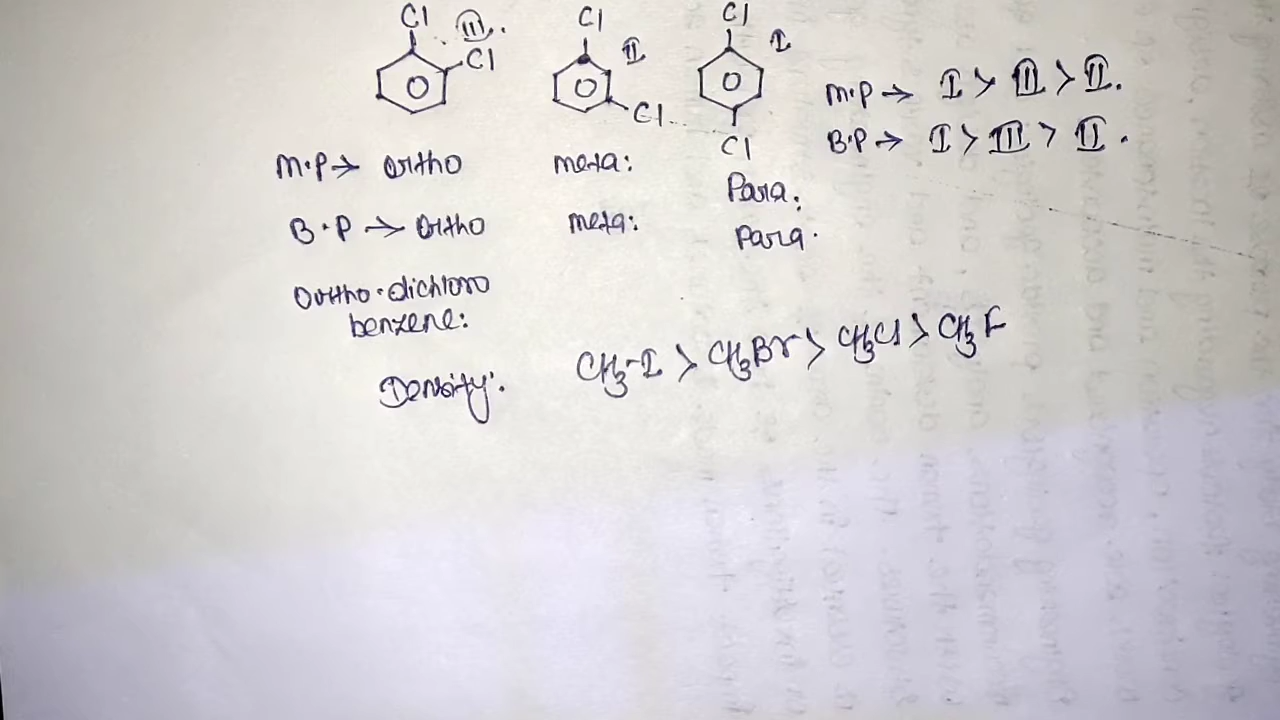 Cl Cl Cl
III. II I
Cl
Cl
Cl
M.P → I > III > II.
B.P → I > III > II.
M.P → Ortho meta: Para:
B.P → Ortho meta: Para.
Ortho-dichloro
benzene:
Density: CH3-I > CH3Br > CH3Cl > CH3F